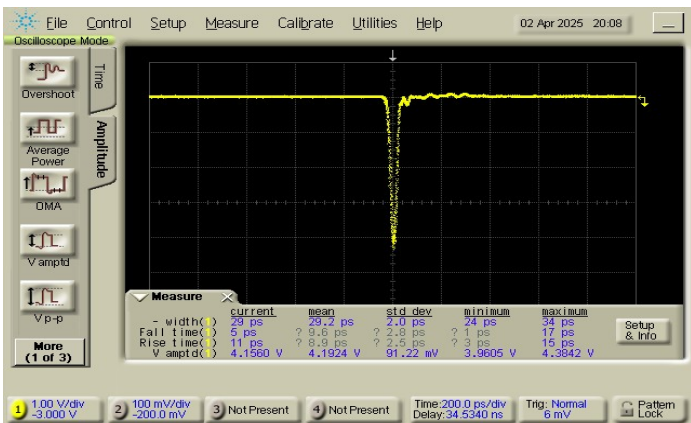 File Control Setup Measure Calibrate Utilities Help 02 Apr 2025 20:08
Oscilloscope Mode
Time
Overshoot
Amplitude
Average
Power
OMA
V amptd
V p-p
More
(1 of 3)
Measure
current mean std dev minimum maximum
- width(1) 29 ps 29.2 ps 2.0 ps 24 ps 34 ps
Fall time(1) 5 ps ? 9.6 ps ? 2.8 ps ? 1 ps 17 ps
Rise time(1) 11 ps ? 8.9 ps ? 2.5 ps ? 3 ps 15 ps
V amptd(1) 4.1560 V 4.1924 V 91.22 mV 3.9605 V 4.3842 V
Setup
& Info
1 1.00 V/div
-3.000 V
2 100 mV/div
-200.0 mV
3 Not Present
4 Not Present
Time:200.0 ps/div
Delay:34.5340 ns
Trig: Normal
6 mV
Pattern
Lock